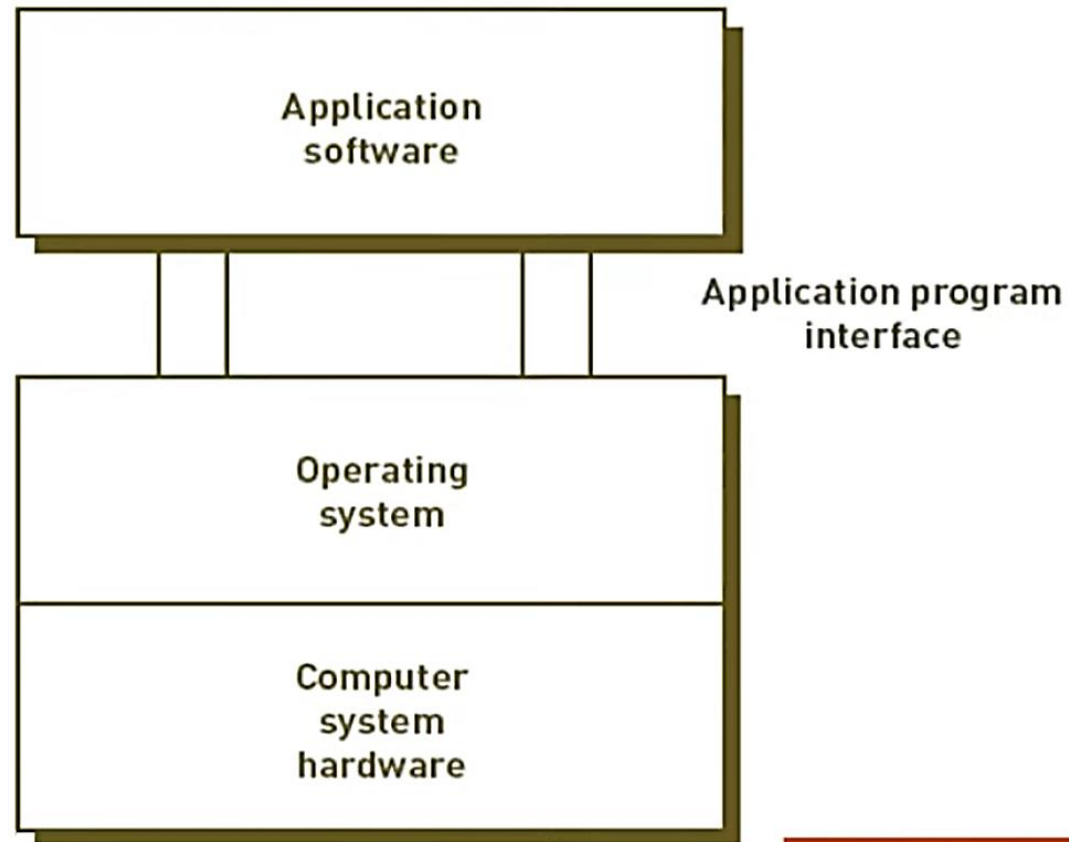 Application
software
Application program
interface
Operating
system
Computer
system
hardware